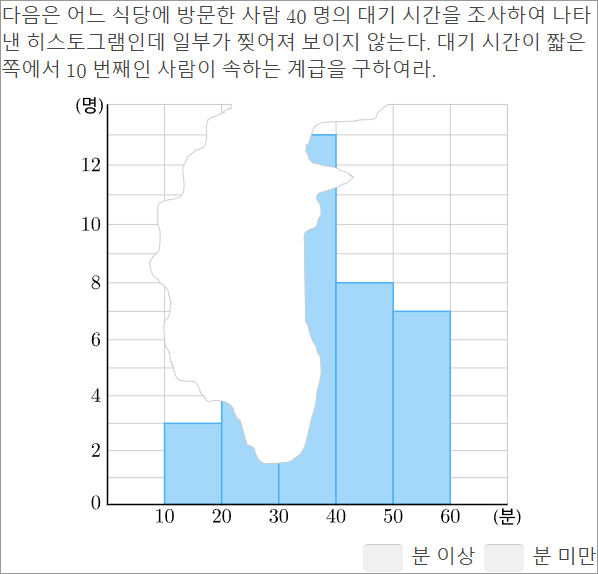 다음은 어느 식당에 방문한 사람 40 명의 대기 시간을 조사하여 나타
낸 히스토그램인데 일부가 찢어져 보이지 않는다. 대기 시간이 짧은
쪽에서 10 번째인 사람이 속하는 계급을 구하여라.
(명)
12
10
8
6
4
2
0
10 20 30 40 50 60 (분)
분 이상 분 미만